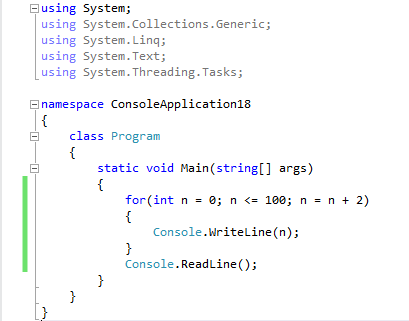 using System;
using System.Collections.Generic;
using System.Linq;
using System.Text;
using System.Threading.Tasks;
namespace ConsoleApplication18
{
class Program
{
static void Main(string[] args)
{
for(int n = 0; n <= 100; n = n + 2)
{
Console.WriteLine(n);
}
Console.ReadLine();
}
}
}